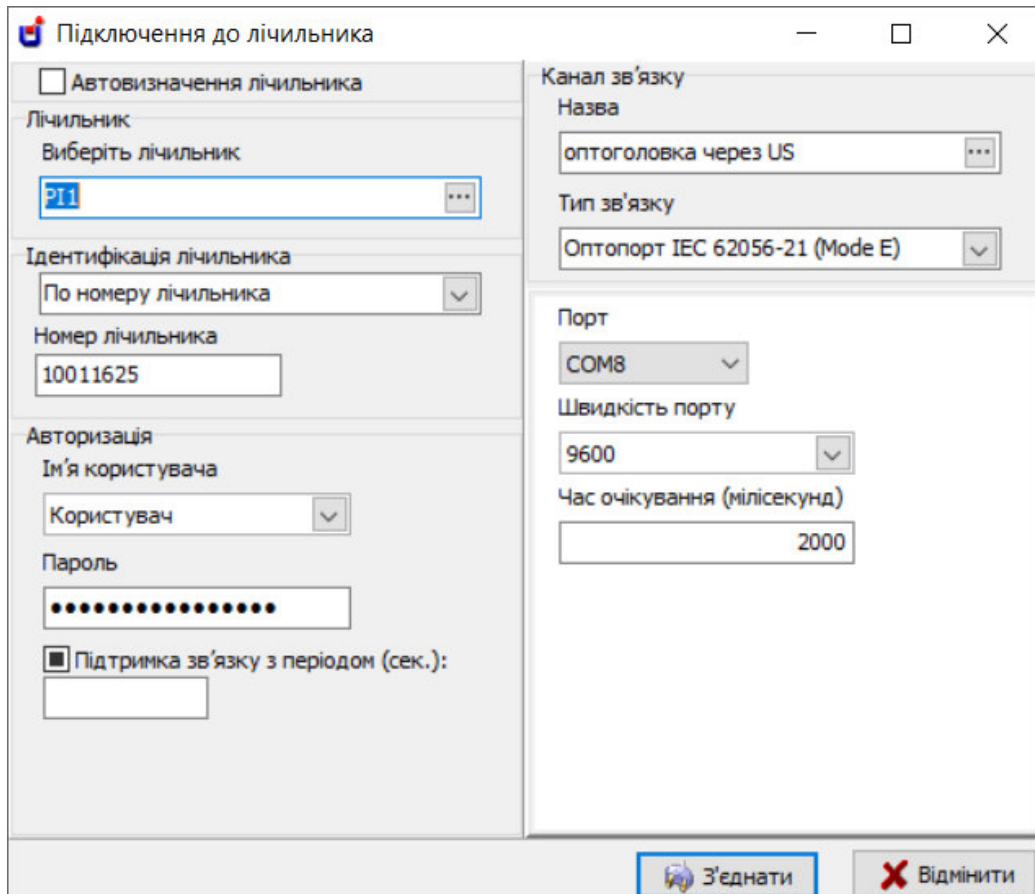 Підключення до лічильника
Автовизначення лічильника
Лічильник
Виберіть лічильник
PI1
Ідентифікація лічильника
По номеру лічильника
Номер лічильника
10011625
Авторизація
Ім'я користувача
Користувач
Пароль
••••••••••••••••
Підтримка зв'язку з періодом (сек.):
Канал зв'язку
Назва
оптоголовка через US
Тип зв'язку
Оптопорт IEC 62056-21 (Mode E)
Порт
COM8
Швидкість порту
9600
Час очікування (мілісекунд)
2000
З'єднати
Відмінити